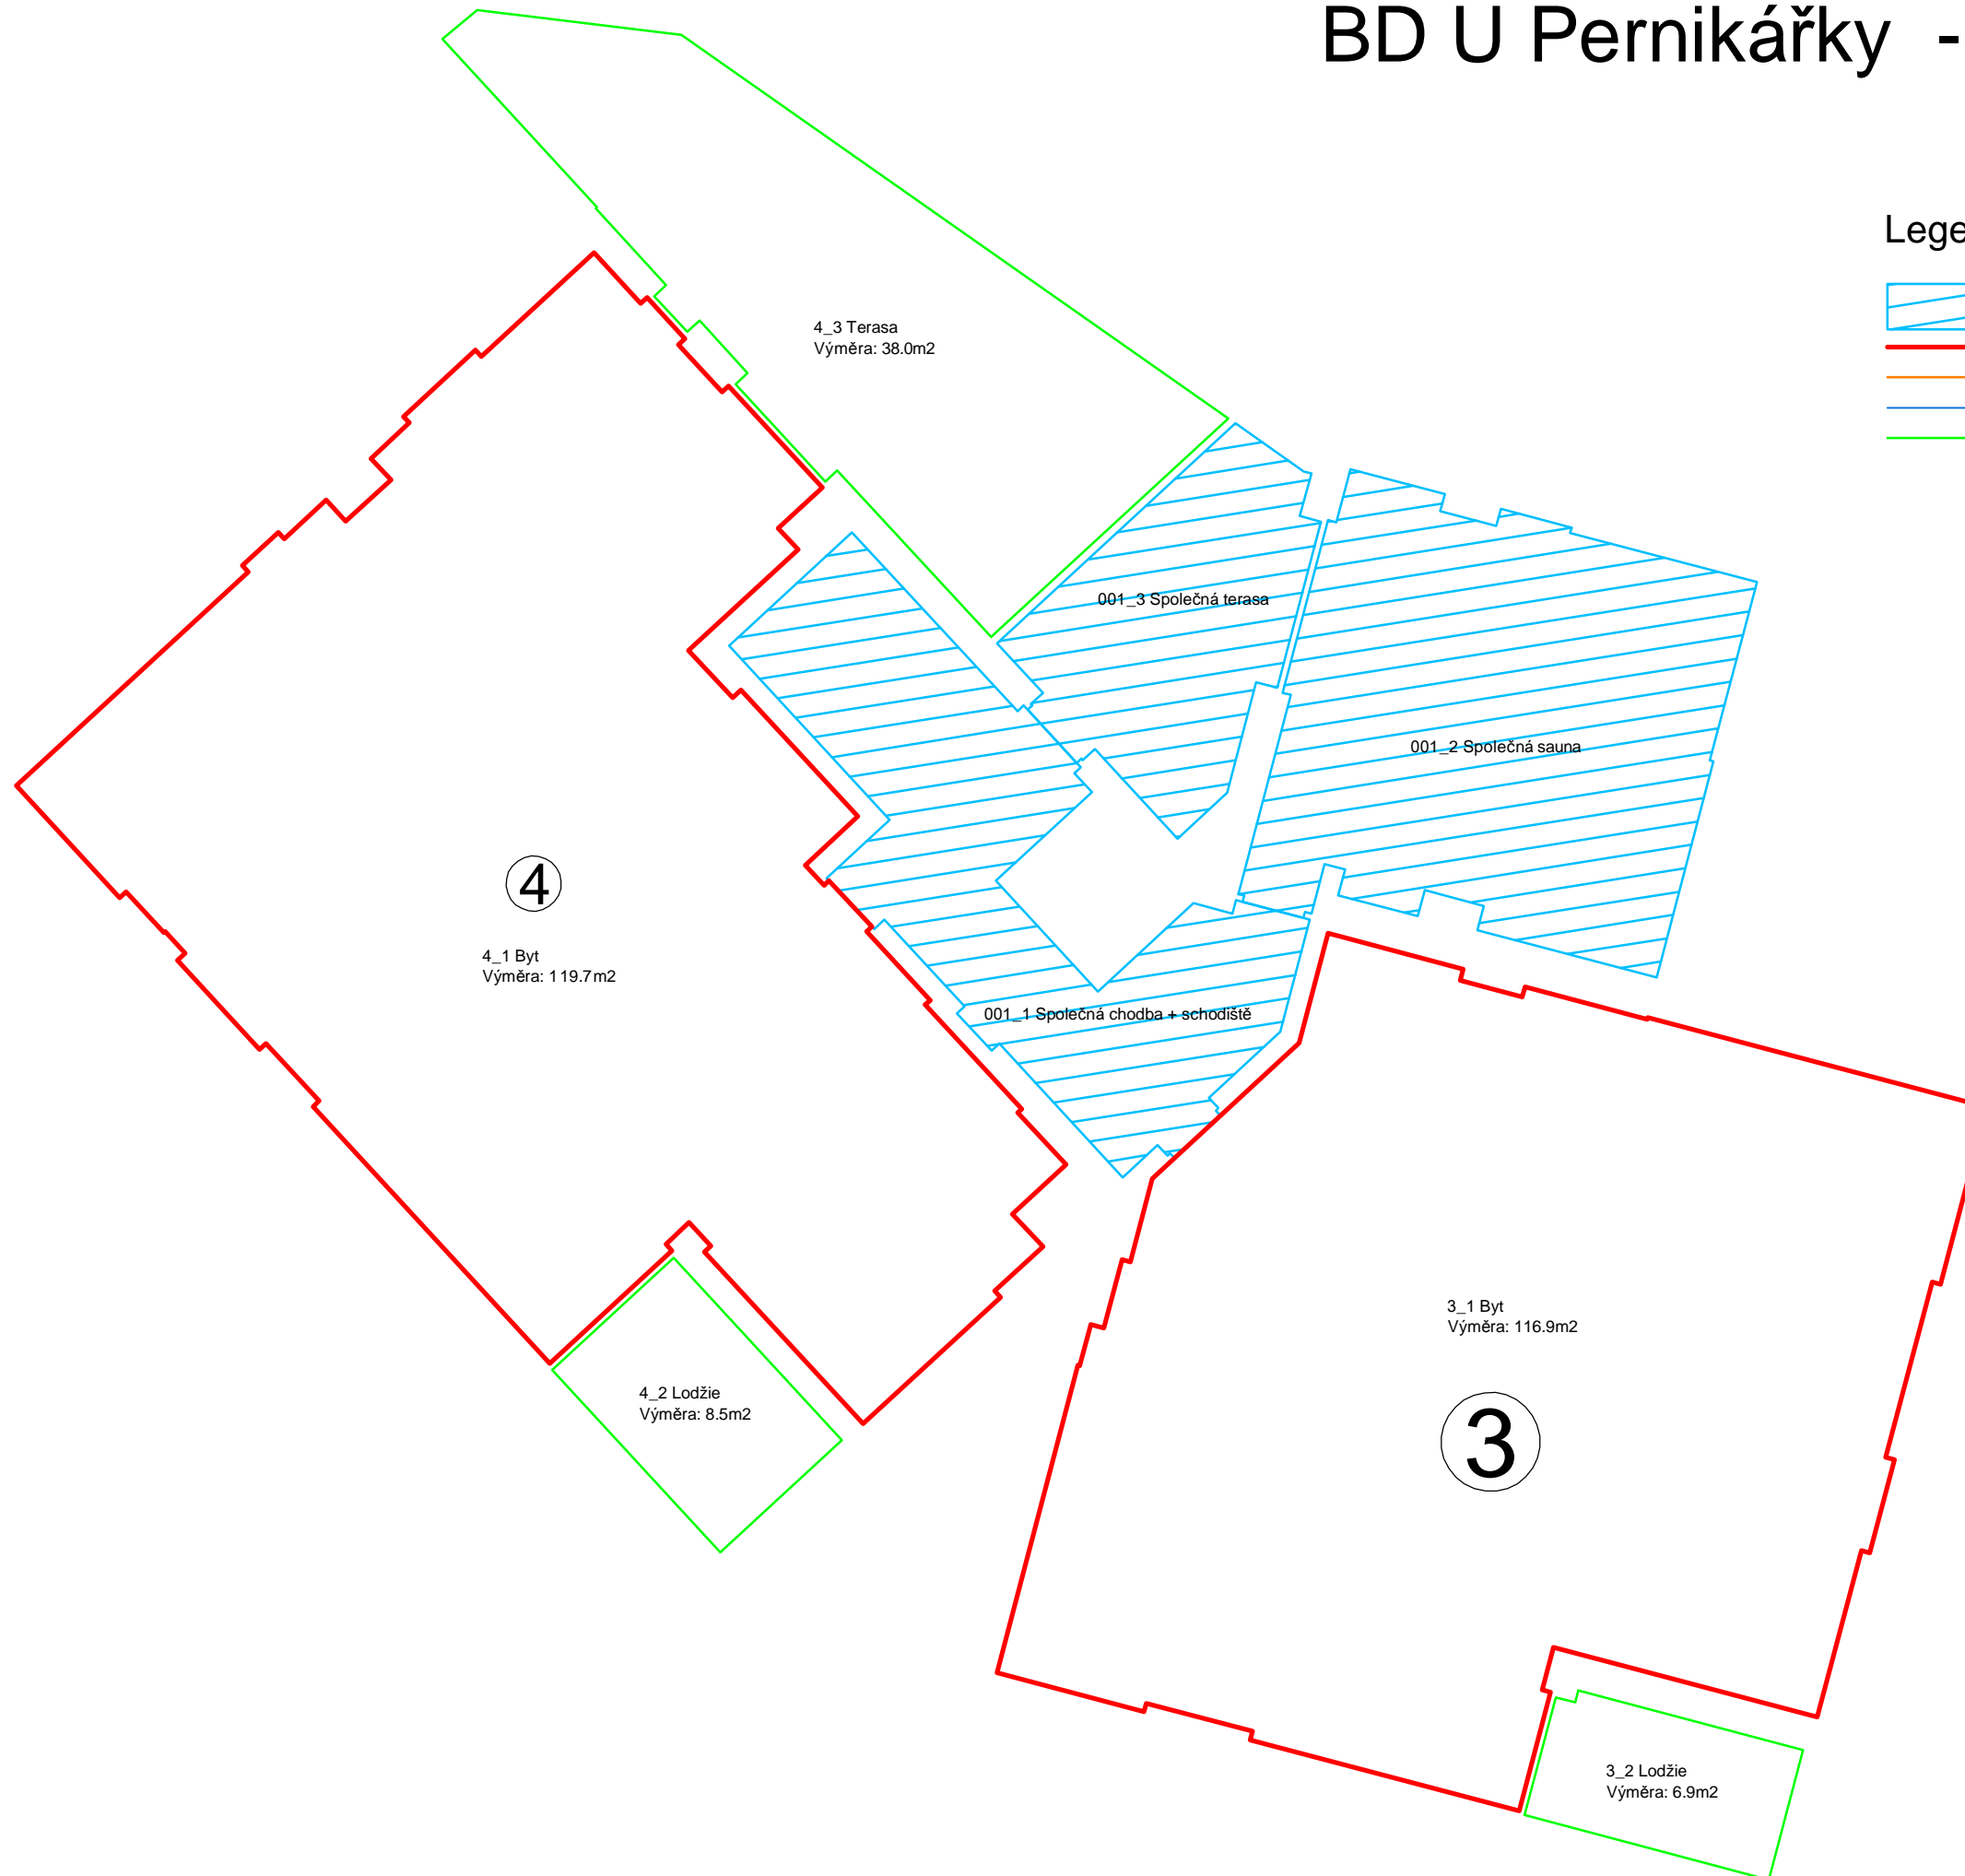 BD U Pernikářky -
Lege
4_3 Terasa
Výměra: 38.0m2
001_3 Společná terasa
001_2 Společná sauna
4
4_1 Byt
Výměra: 119.7m2
001_1 Společná chodba + schodiště
3_1 Byt
Výměra: 116.9m2
4_2 Lodžie
Výměra: 8.5m2
3
3_2 Lodžie
Výměra: 6.9m2